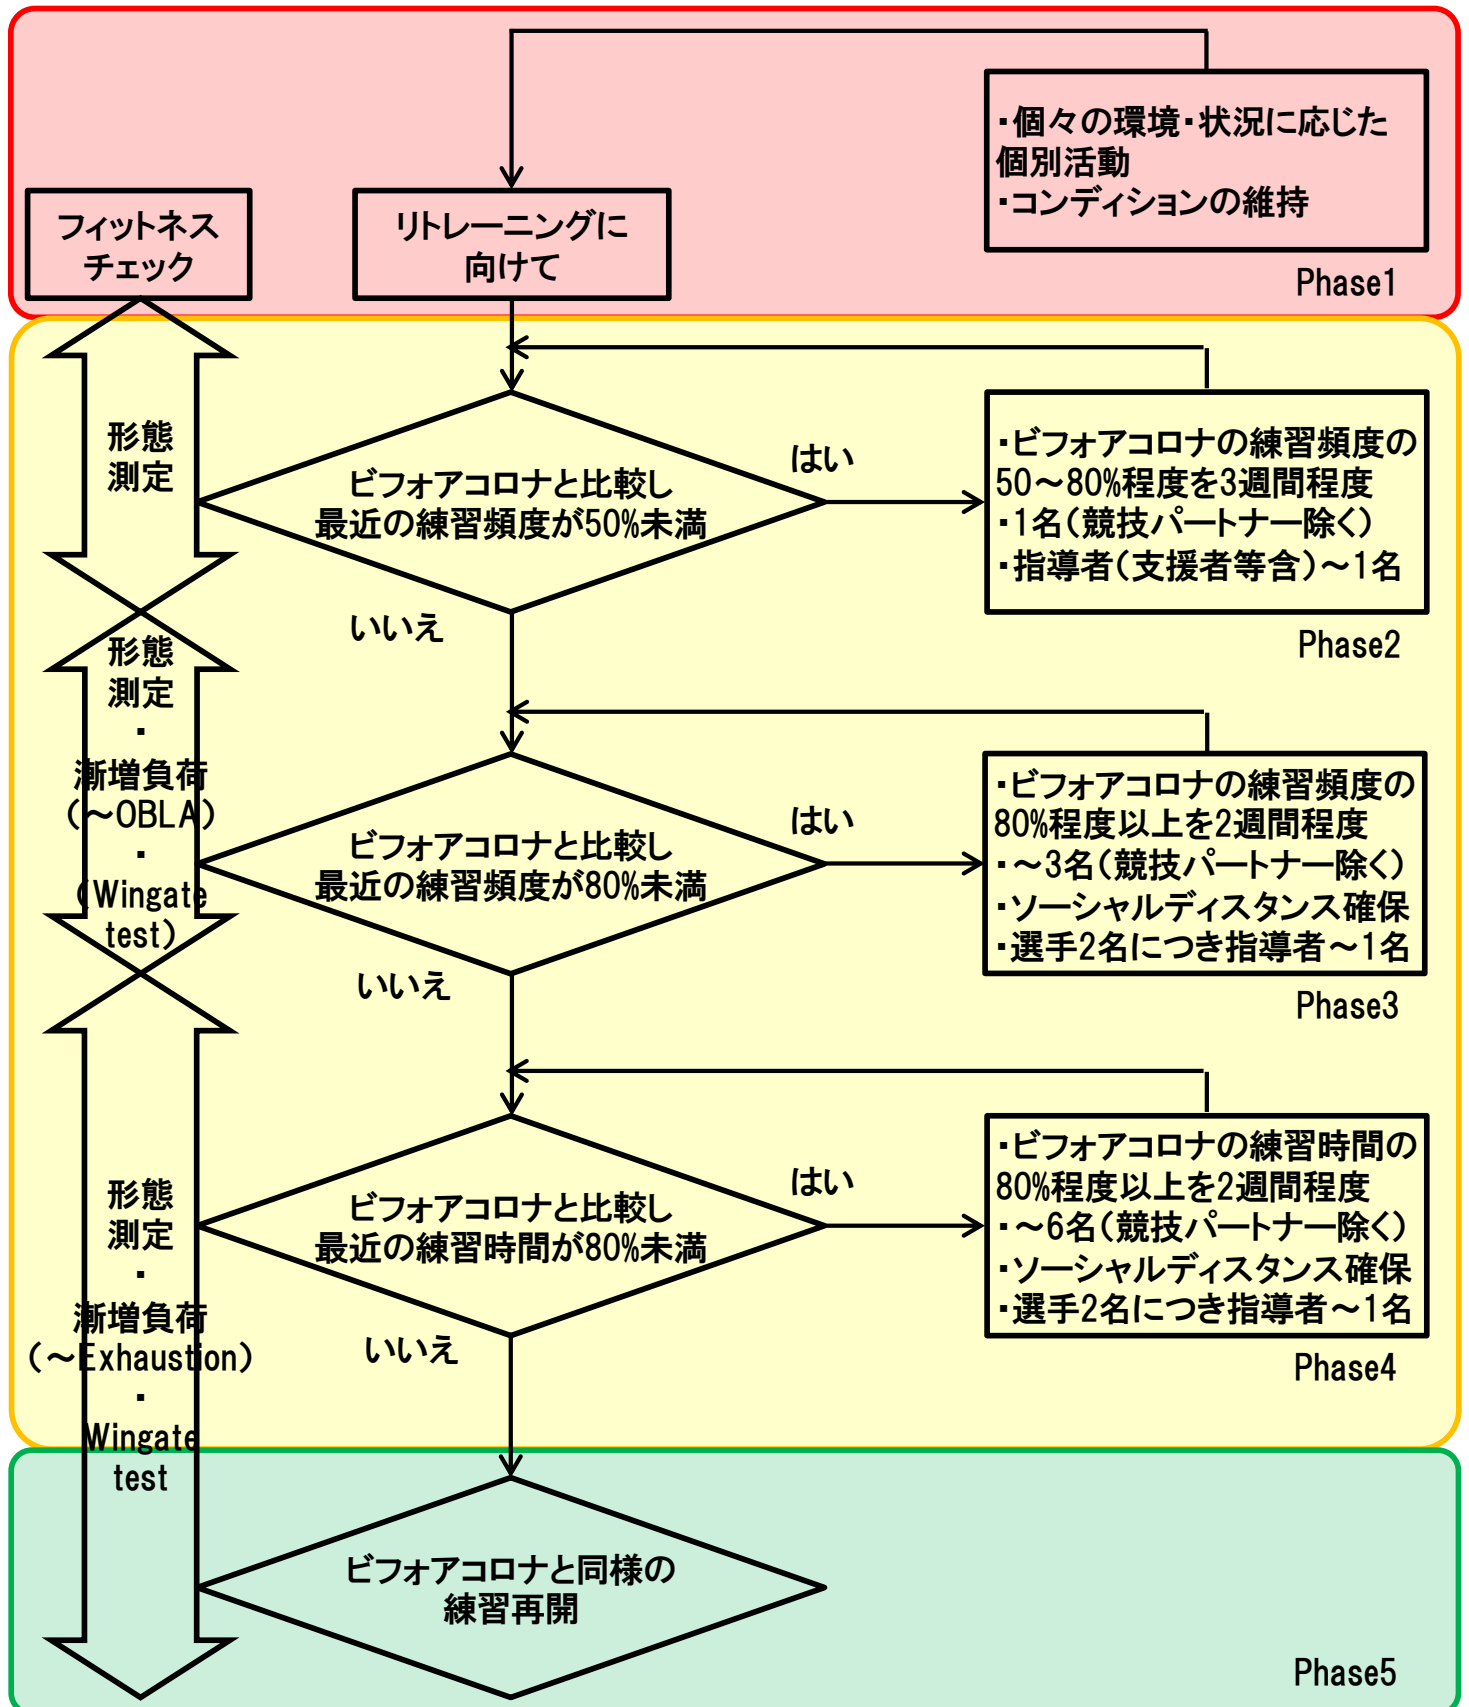 ・個々の環境・状況に応じた
個別活動
・コンディションの維持
フィットネス
チェック
リトレーニングに
向けて
Phase1
形態
測定
ビフォアコロナと比較し
最近の練習頻度が50%未満
はい
いいえ
・ビフォアコロナの練習頻度の
50～80%程度を3週間程度
・1名（競技パートナー除く）
・指導者（支援者等含）～1名
Phase2
形態
測定
・
漸増負荷
（～OBLA）
・
（Wingate
test）
ビフォアコロナと比較し
最近の練習頻度が80%未満
はい
いいえ
・ビフォアコロナの練習頻度の
80%程度以上を2週間程度
・～3名（競技パートナー除く）
・ソーシャルディスタンス確保
・選手2名につき指導者～1名
Phase3
形態
測定
・
漸増負荷
（～Exhaustion）
・
Wingate
test
ビフォアコロナと比較し
最近の練習時間が80%未満
はい
いいえ
・ビフォアコロナの練習時間の
80%程度以上を2週間程度
・～6名（競技パートナー除く）
・ソーシャルディスタンス確保
・選手2名につき指導者～1名
Phase4
ビフォアコロナと同様の
練習再開
Phase5